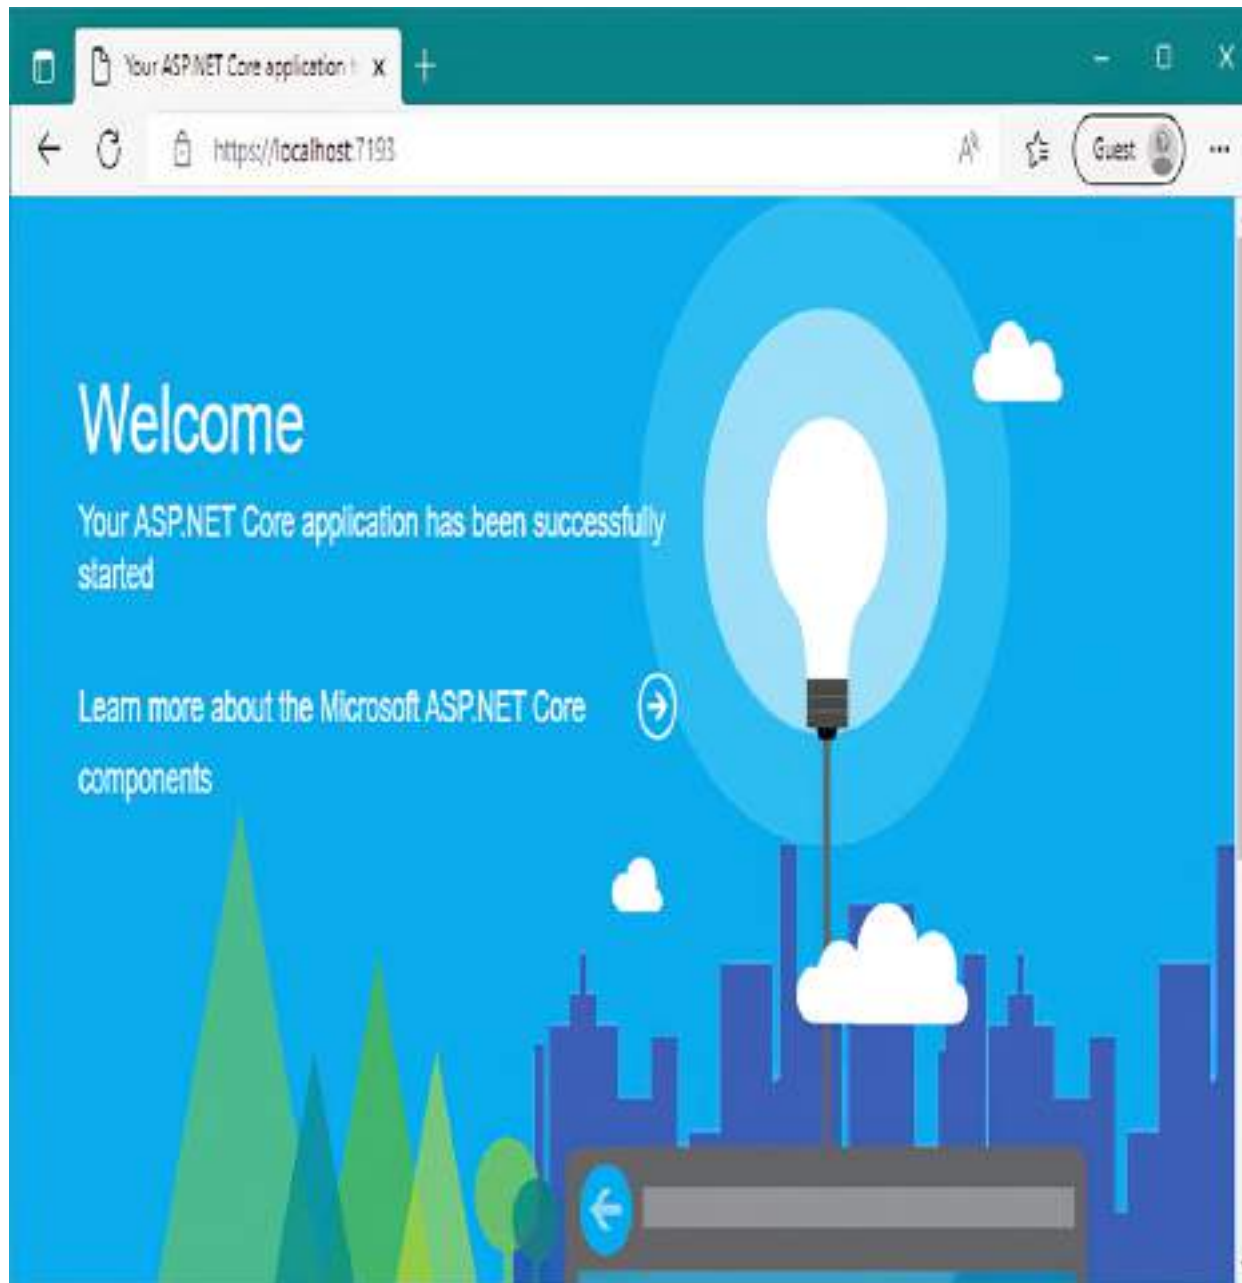 Your ASP.NET Core application
https://localhost:7193
Guest
Welcome
Your ASP.NET Core application has been successfully
started
Learn more about the Microsoft ASP.NET Core
components